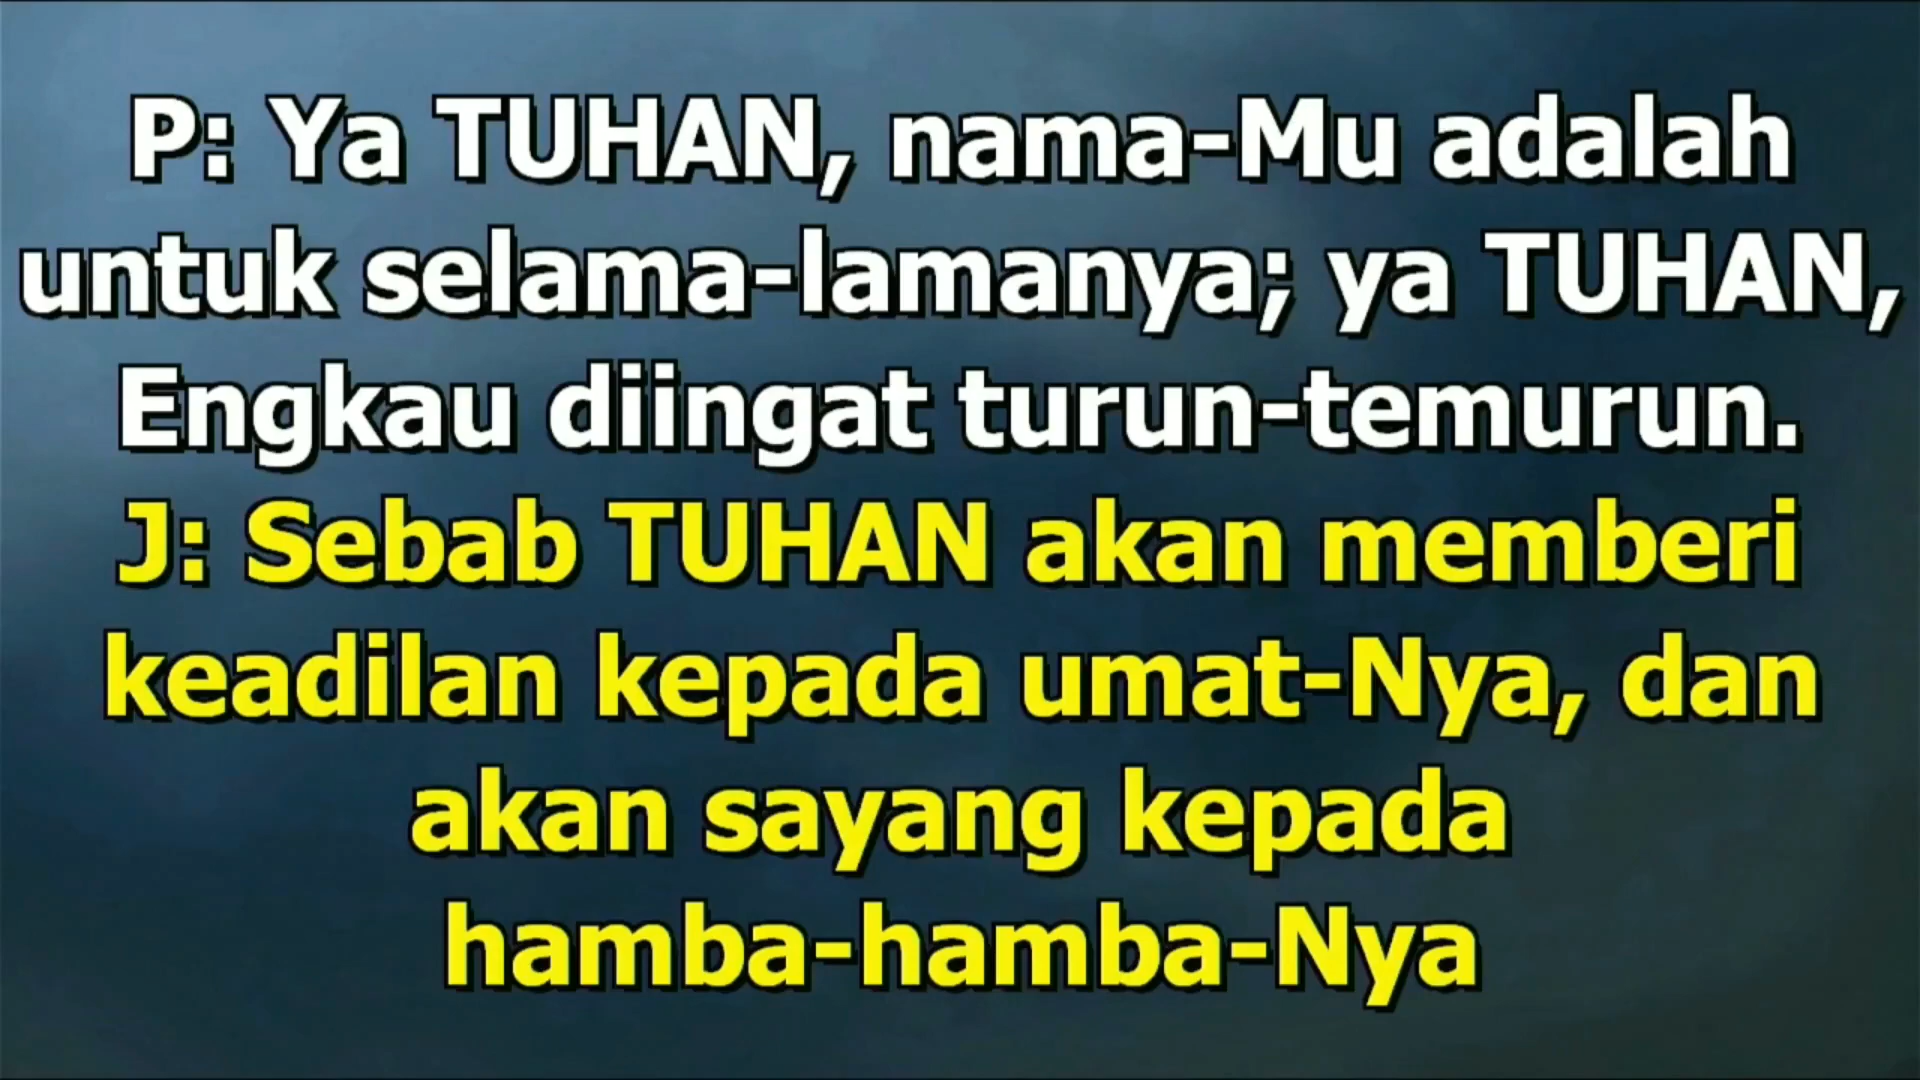 P: Ya TUHAN, nama-Mu adalah
untuk selama-lamanya; ya TUHAN,
Engkau diingat turun-temurun.
J: Sebab TUHAN akan memberi
keadilan kepada umat-Nya, dan
akan sayang kepada
hamba-hamba-Nya